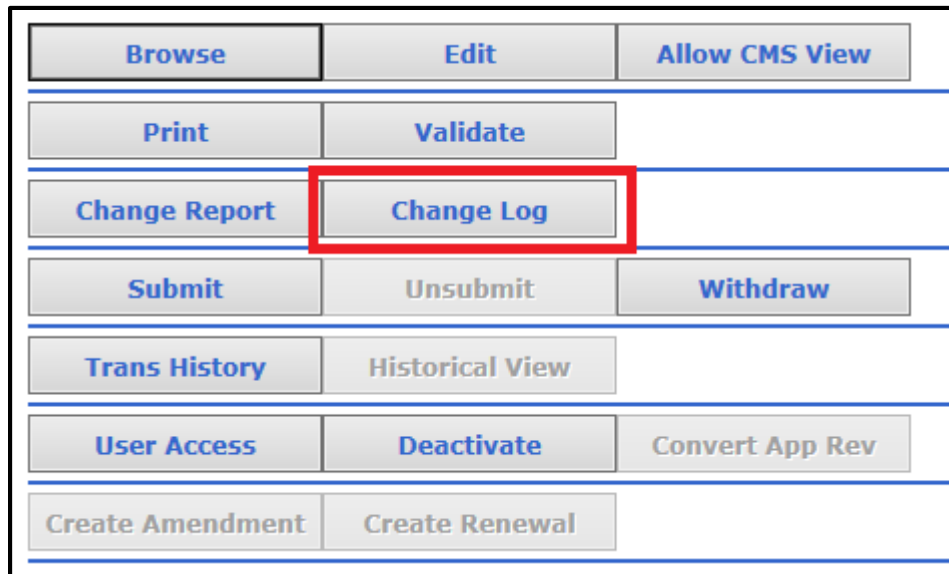 Browse Edit Allow CMS View
Print Validate
Change Report Change Log
Submit Unsubmit Withdraw
Trans History Historical View
User Access Deactivate Convert App Rev
Create Amendment Create Renewal